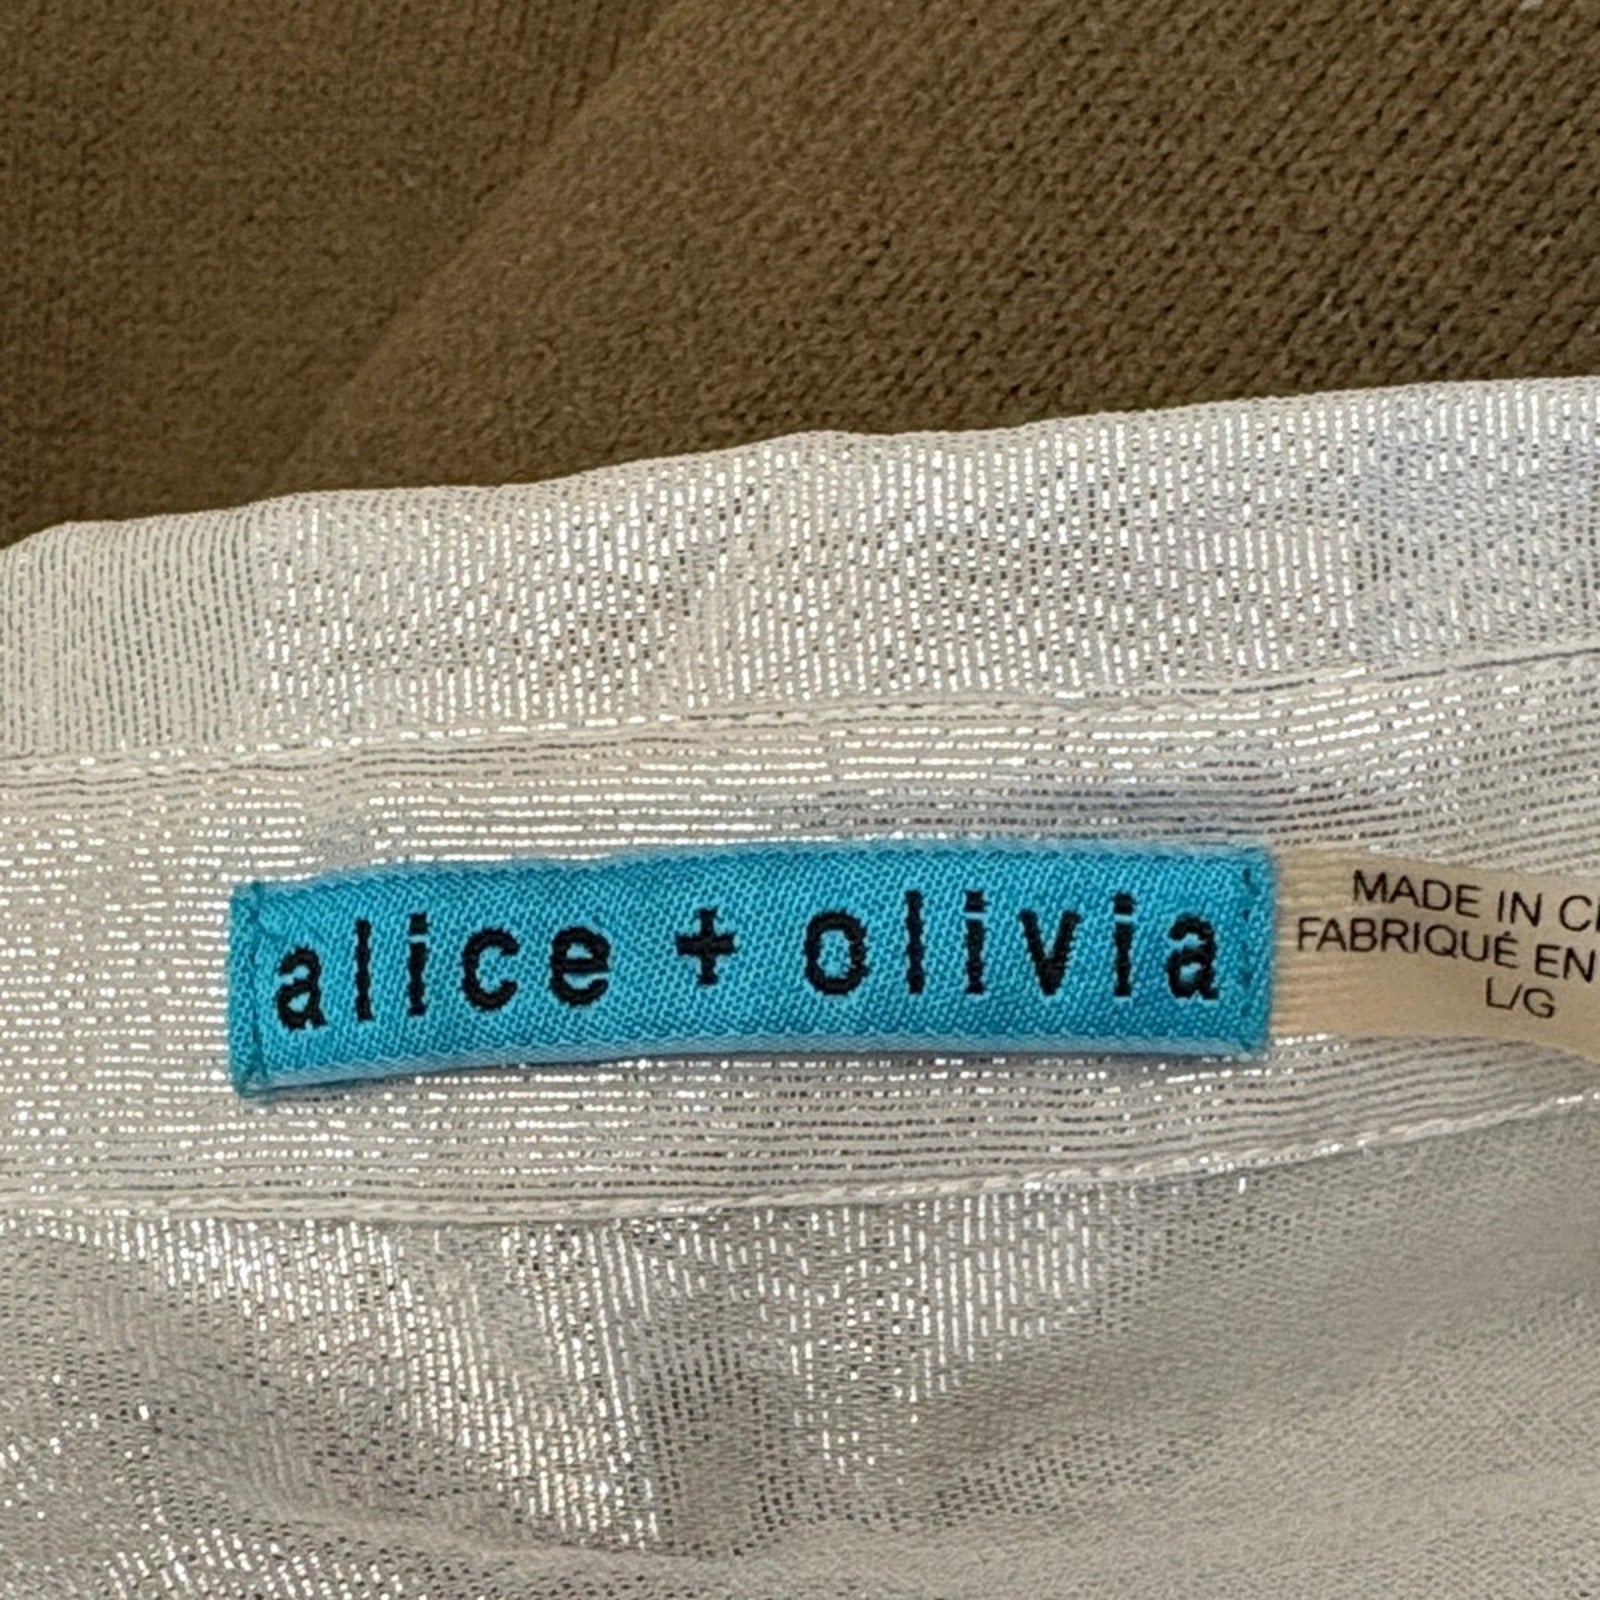 alice + olivia
MADE IN
FABRIQUÉ EN
L/G